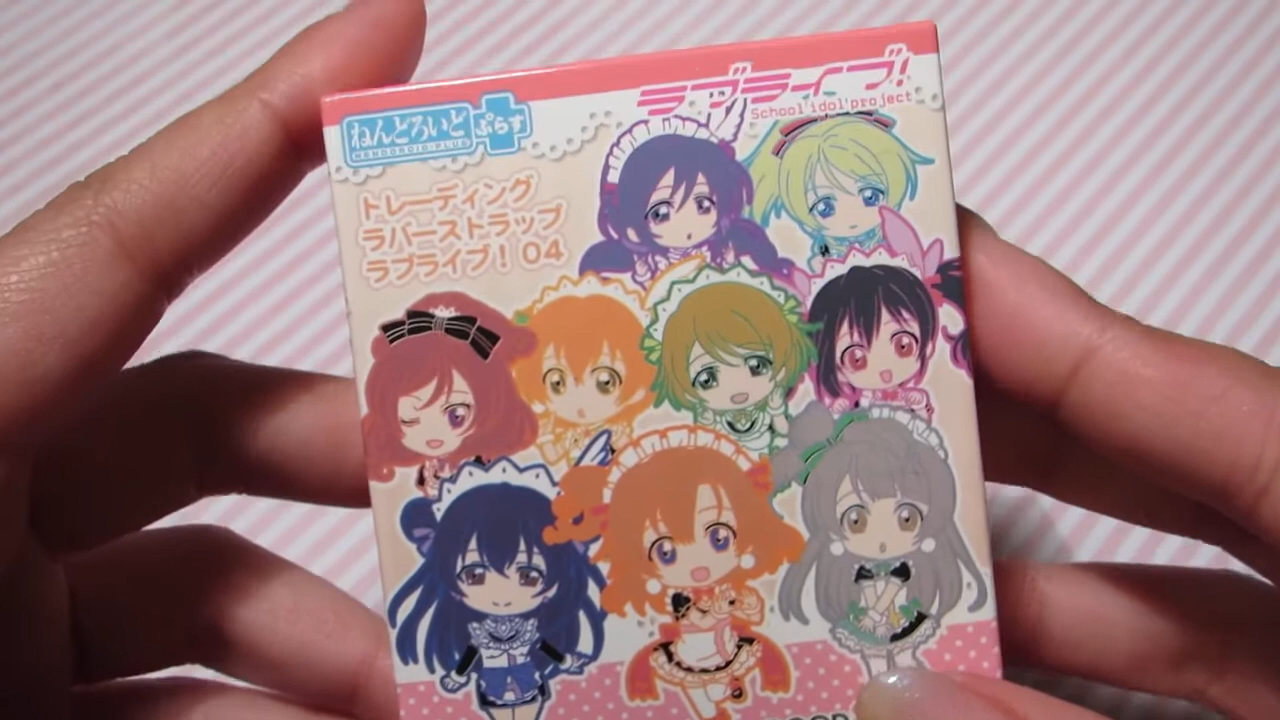 ラブライブ!
School idol project
ねんどろいど ぷらす
NENDOROID PLUS
トレーディング
ラバーストラップ
ラブライブ! 04